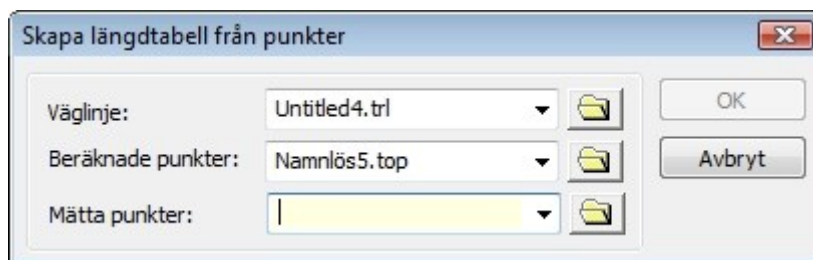 Skapa längdtabell från punkter
Väglinje: Untitled4.trl OK
Beräknade punkter: Namnlös5.top Avbryt
Mätta punkter: